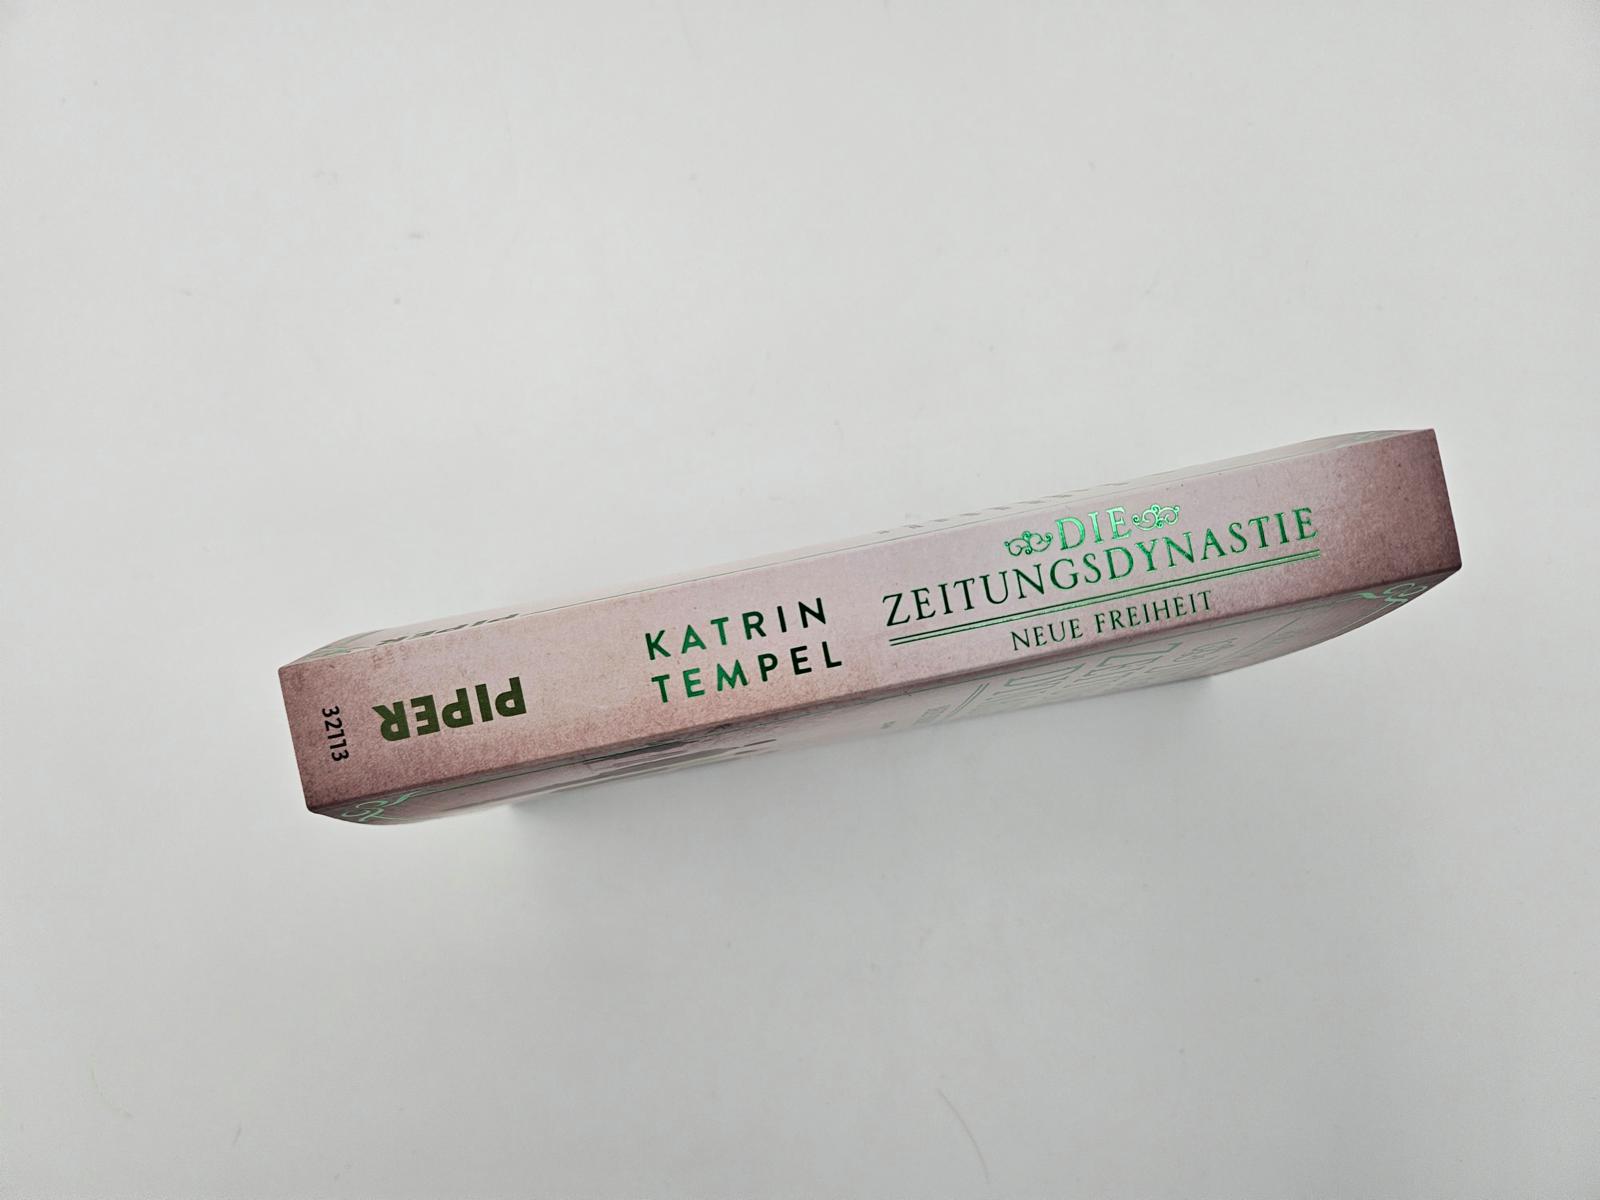 DIE
ZEITUNGSDYNASTIE
NEUE FREIHEIT
KATRIN
TEMPEL
PIPER
32113